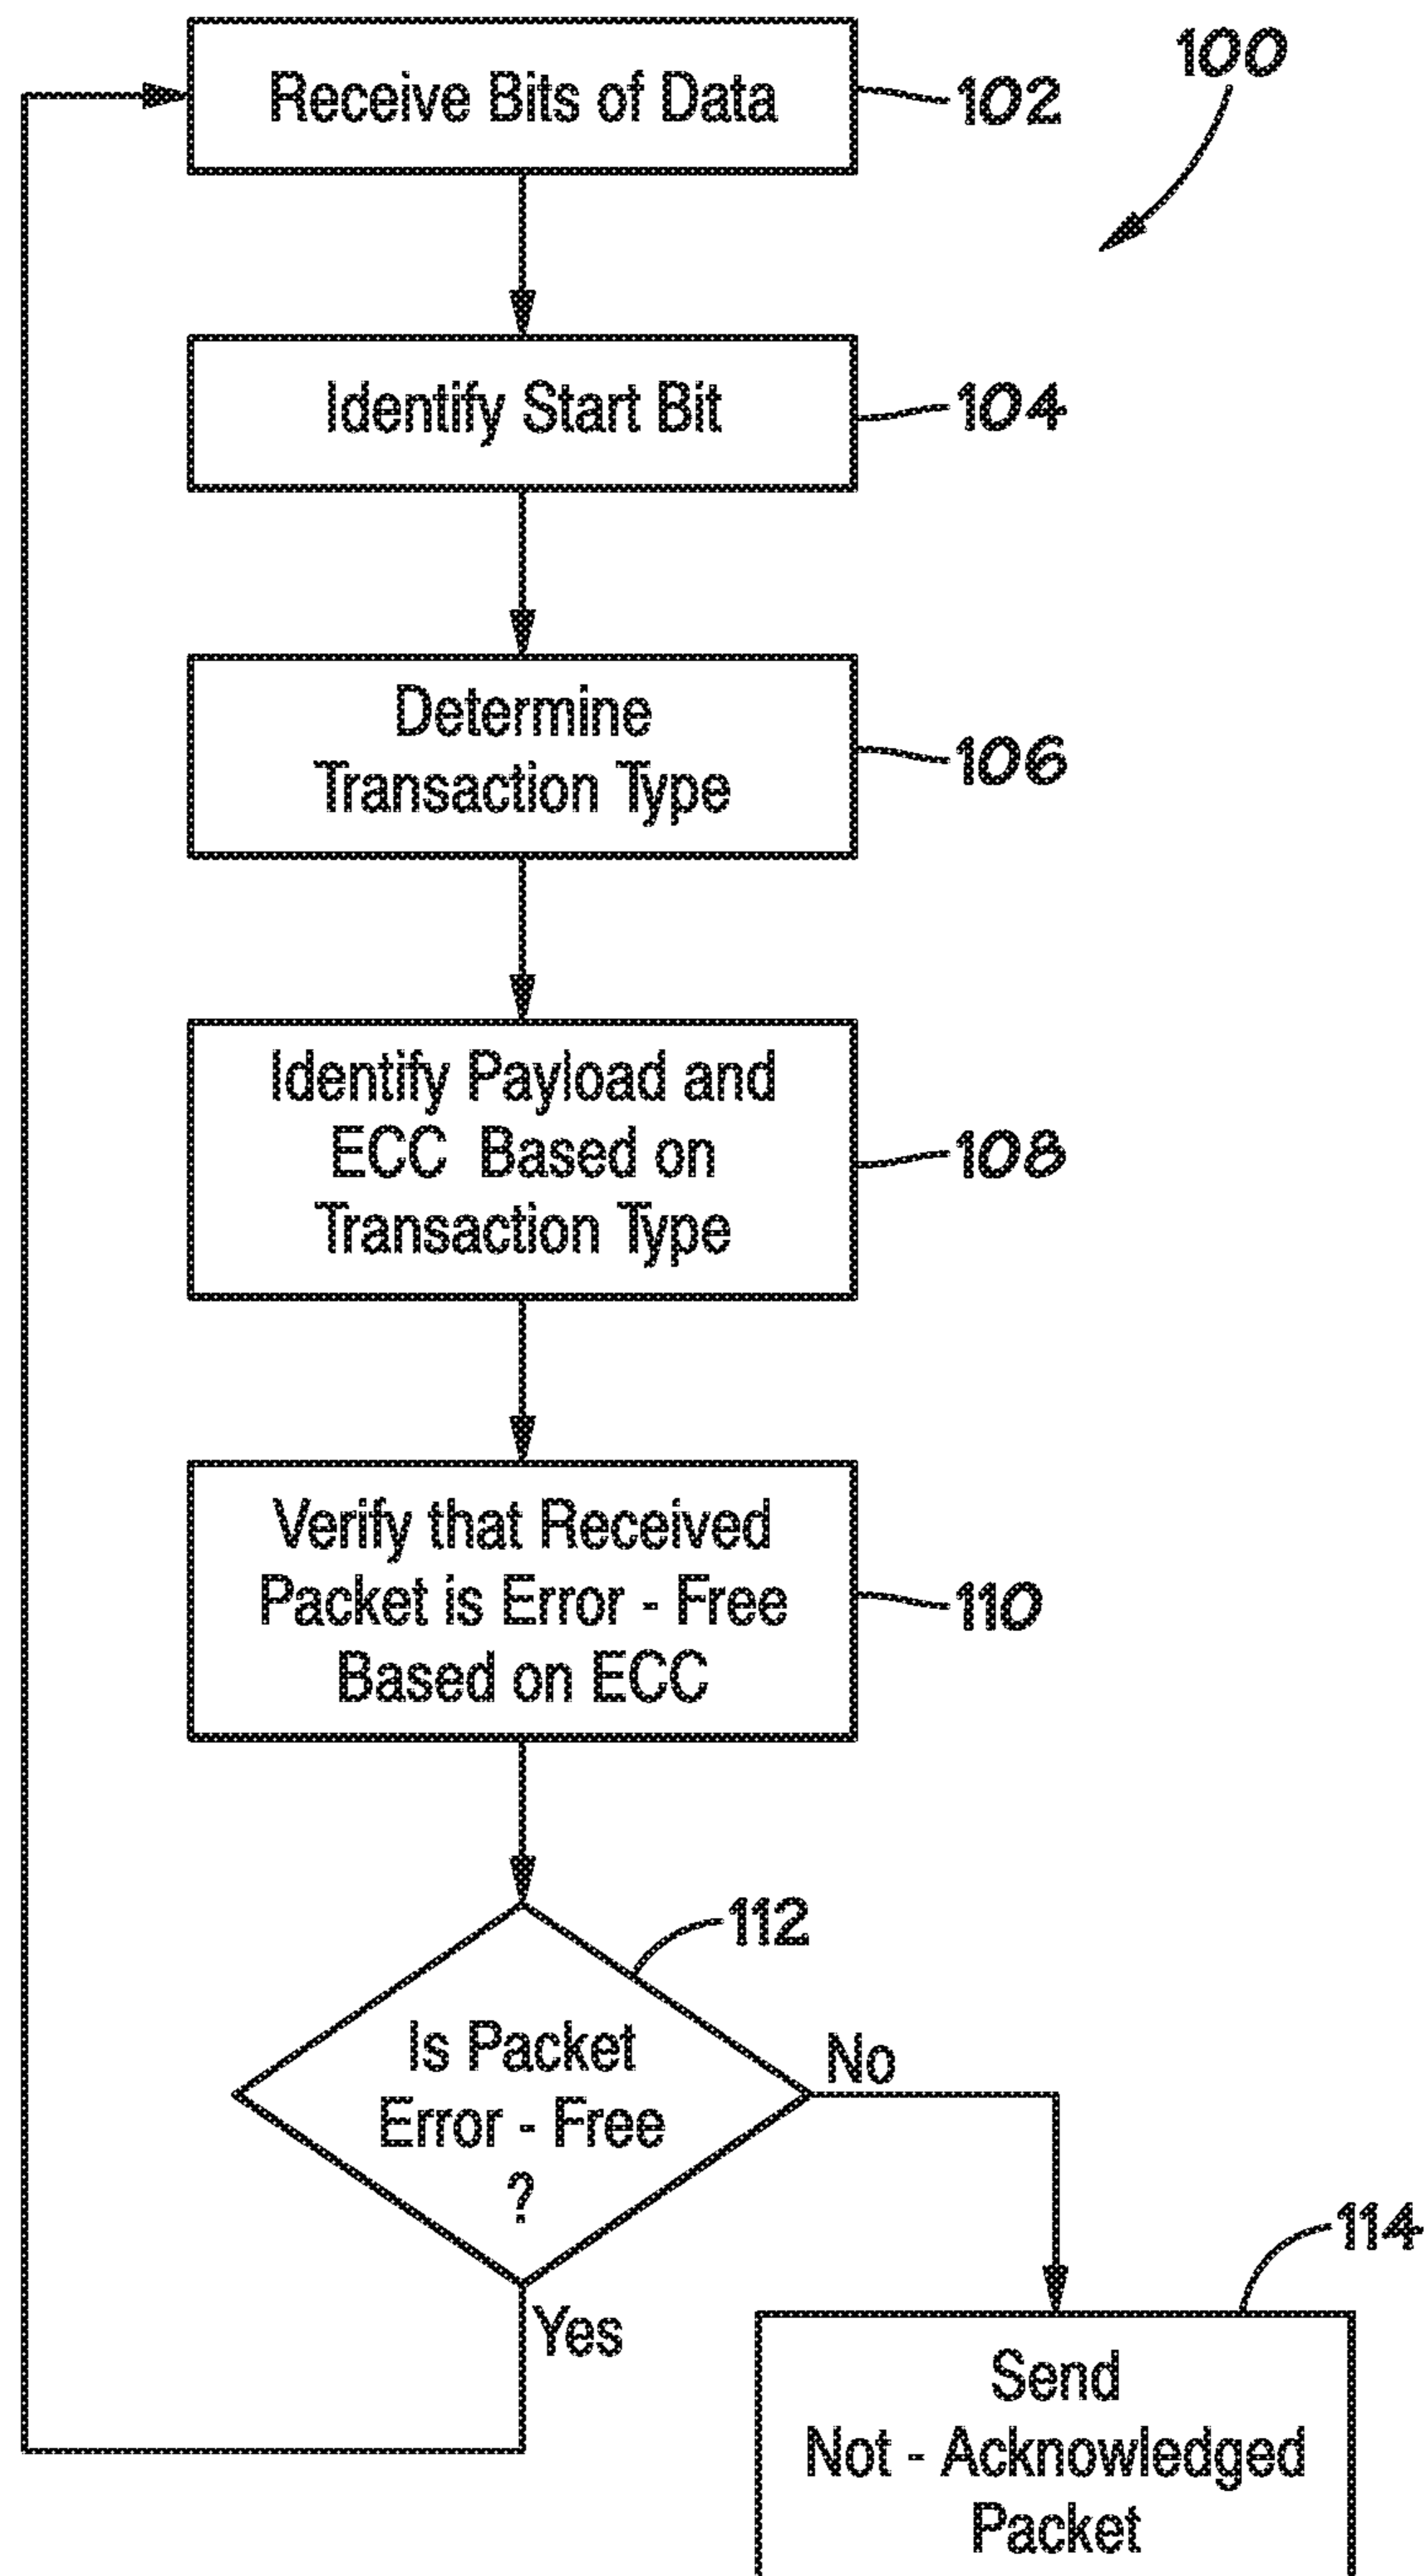 100
Receive Bits of Data
102
Identify Start Bit
104
Determine
Transaction Type
106
Identify Payload and
ECC Based on
Transaction Type
108
Verify that Received
Packet is Error - Free
Based on ECC
110
112
Is Packet
Error - Free
?
No
Yes
114
Send
Not - Acknowledged
Packet